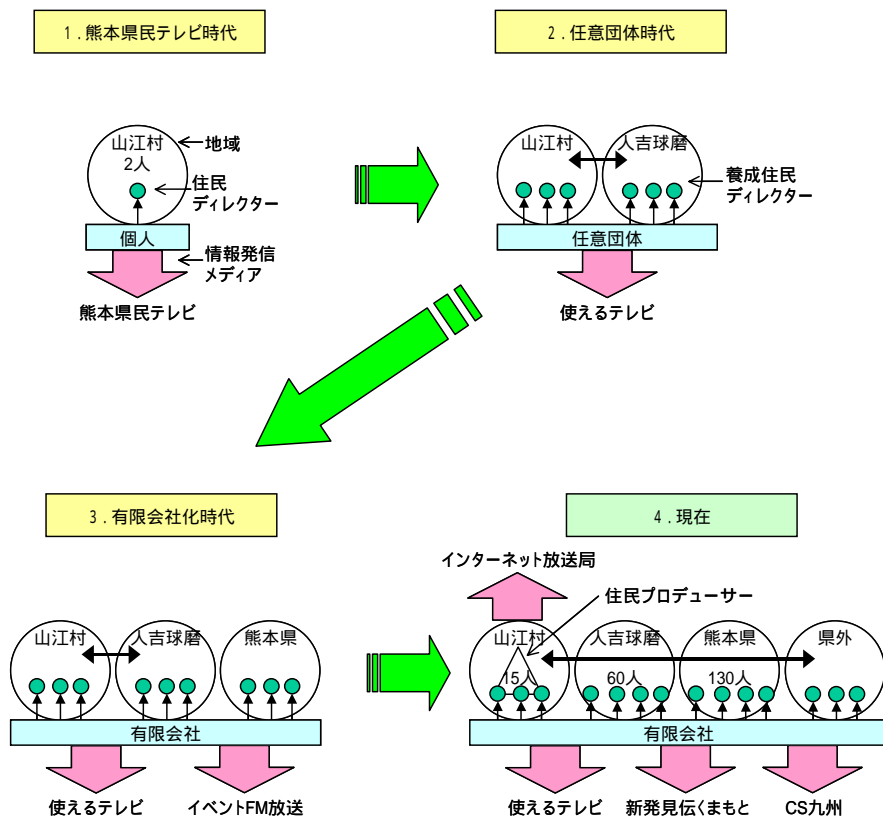 1．熊本県民テレビ時代
2．任意団体時代
山江村
2人
地域
住民
ディレクター
個人
情報発信
メディア
熊本県民テレビ
山江村
人吉球磨
養成住民
ディレクター
任意団体
使えるテレビ
3．有限会社化時代
4．現在
山江村
人吉球磨
熊本県
有限会社
使えるテレビ
イベントFM放送
インターネット放送局
住民プロデューサー
山江村
人吉球磨
熊本県
県外
15人
60人
130人
有限会社
使えるテレビ
新発見伝くまもと
CS九州